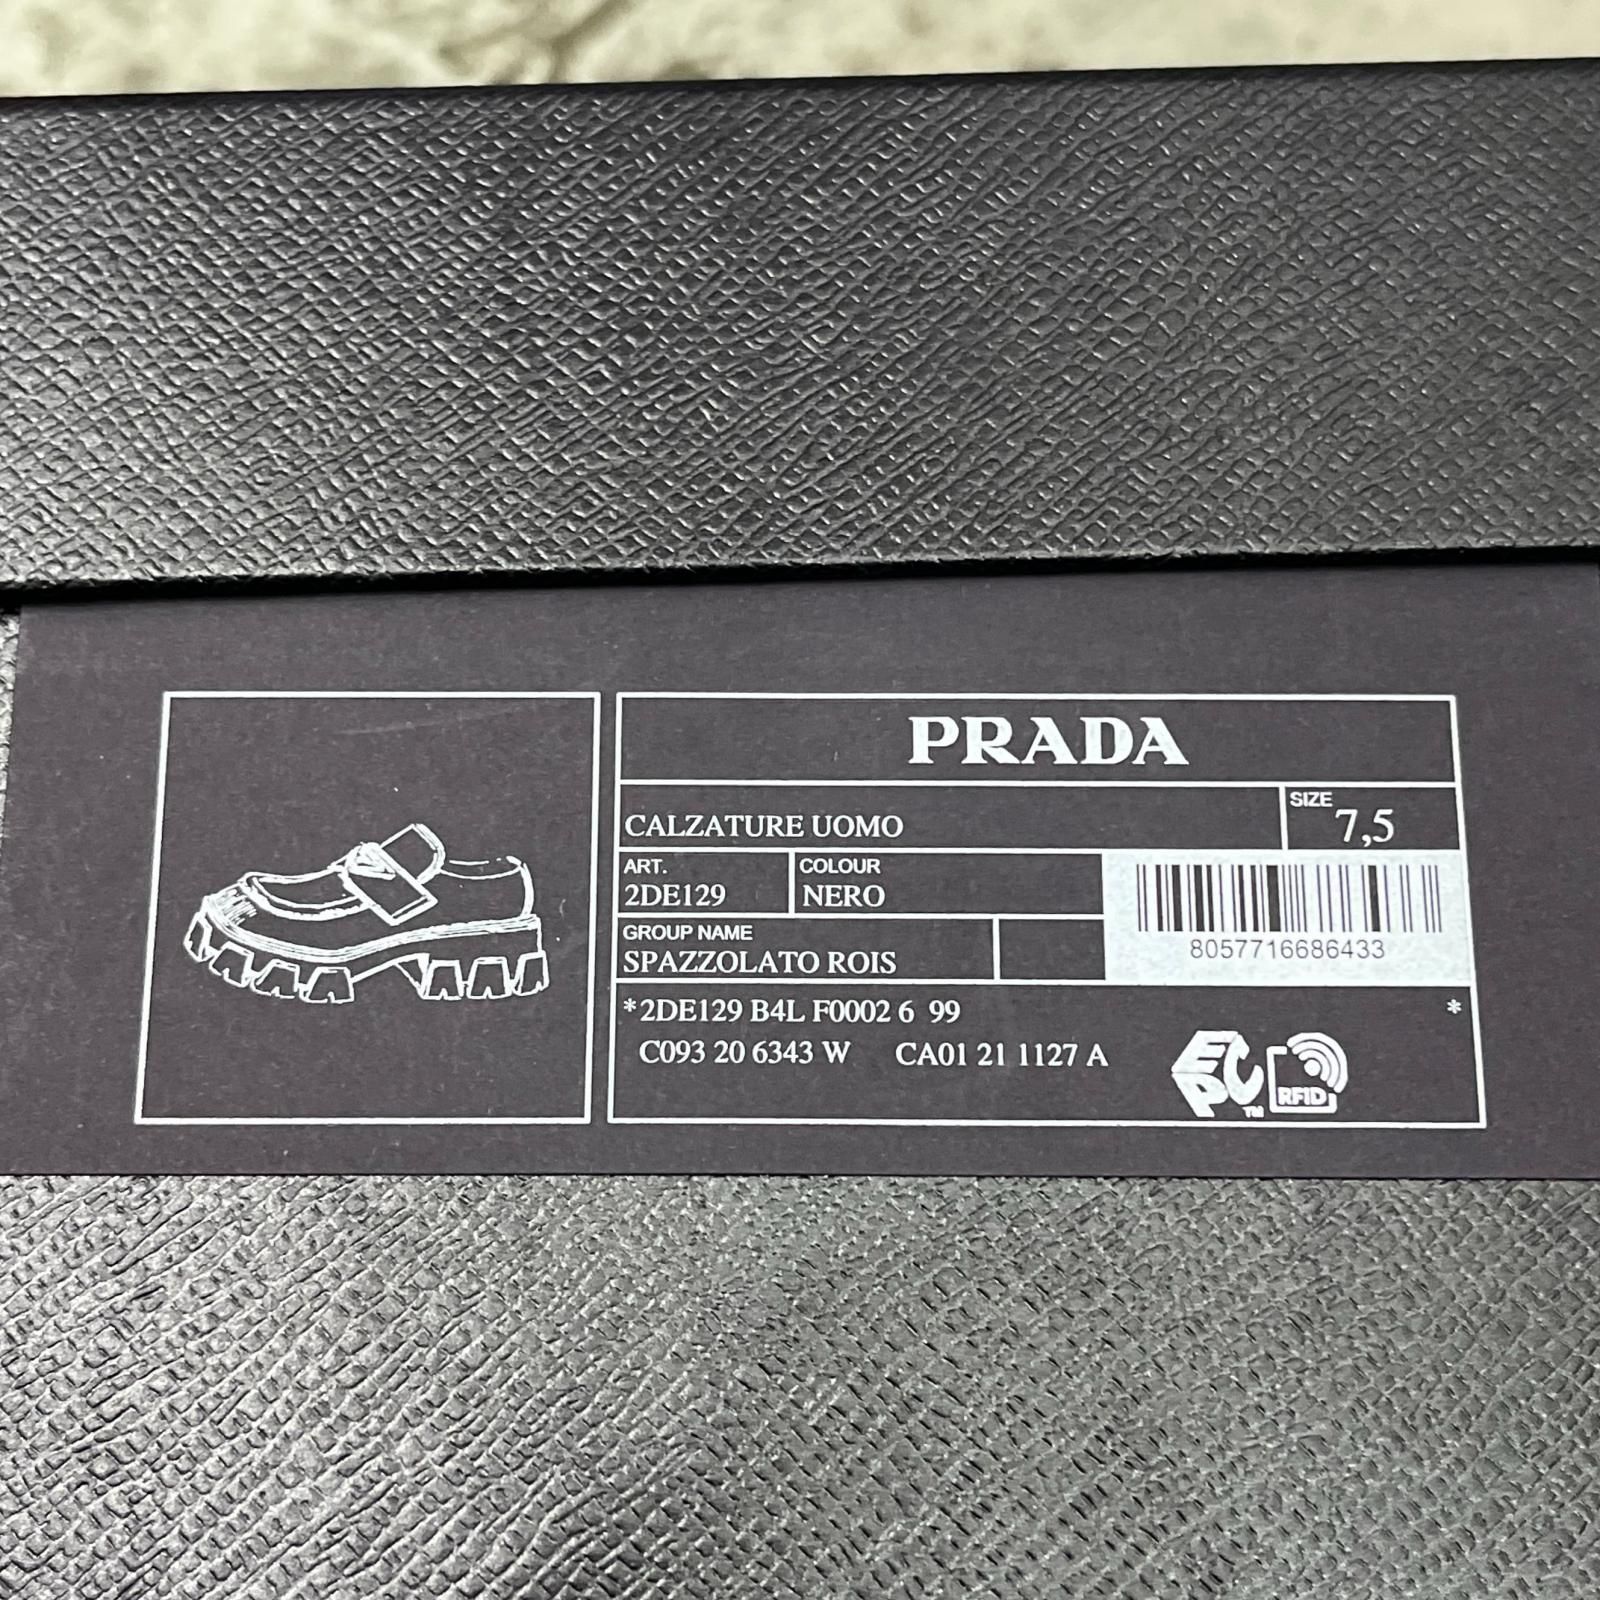 PRADA
CALZATURE UOMO
SIZE
7,5
ART.
2DE129
COLOUR
NERO
8057716686433
GROUP NAME
SPAZZOLATO ROIS
*2DE129 B4L F0002 6 99 *
C093 20 6343 W CA01 21 1127 A
EPC TM
RFID